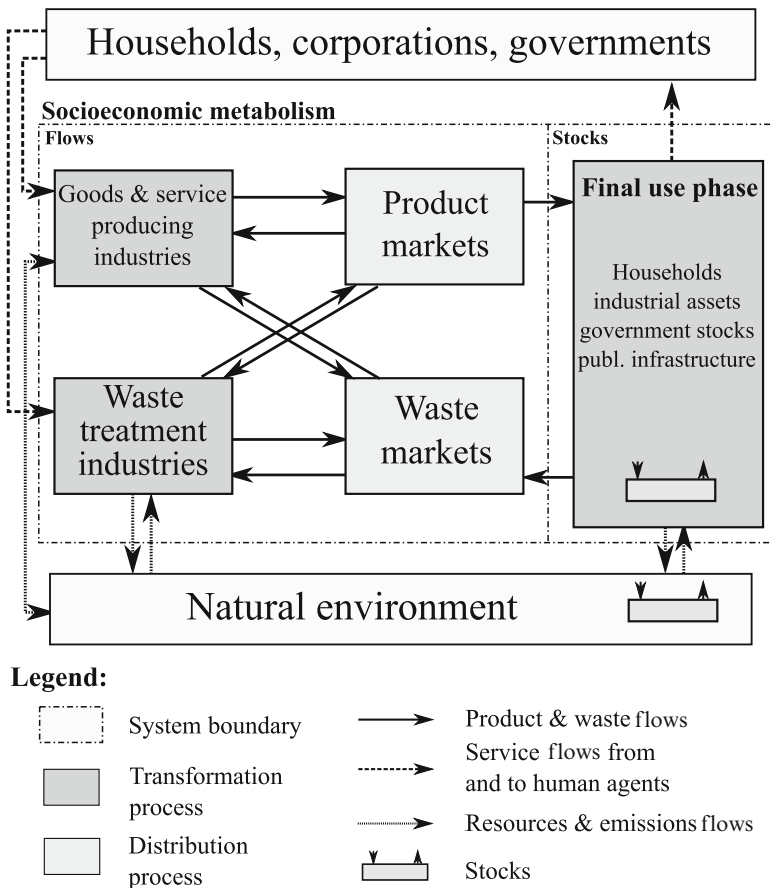 Households, corporations, governments
Socioeconomic metabolism
Flows
Stocks
Goods & service
producing
industries
Product
markets
Final use phase
Households
industrial assets
government stocks
publ. infrastructure
Waste
treatment
industries
Waste
markets
Natural environment
Legend:
System boundary
Transformation
process
Distribution
process
Product & waste flows
Service flows from
and to human agents
Resources & emissions flows
Stocks